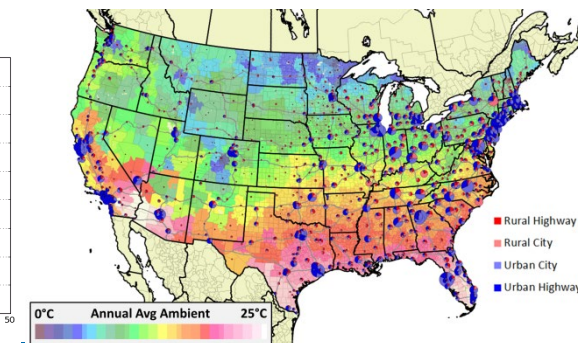 Rural Highway
Rural City
Urban City
Urban Highway
0°C Annual Avg Ambient 25°C
50